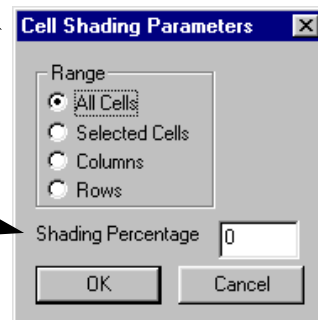 Cell Shading Parameters
Range
All Cells
Selected Cells
Columns
Rows
Shading Percentage 0
OK Cancel